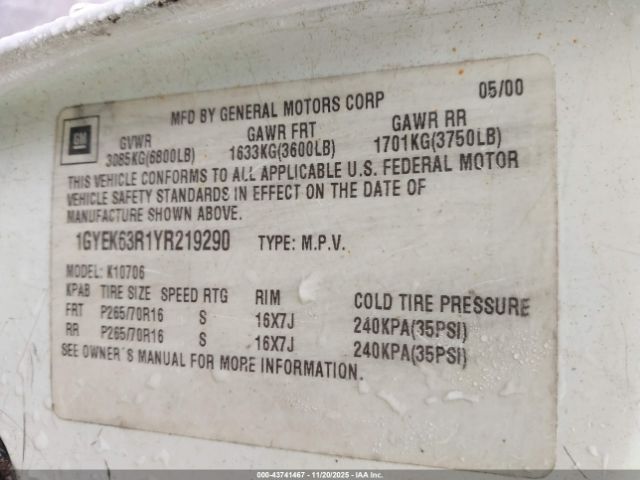 MFD BY GENERAL MOTORS CORP 05/00
GM GVWR GAWR FRT GAWR RR
3085KG(6800LB) 1633KG(3600LB) 1701KG(3750LB)
THIS VEHICLE CONFORMS TO ALL APPLICABLE U.S. FEDERAL MOTOR
VEHICLE SAFETY STANDARDS IN EFFECT ON THE DATE OF
MANUFACTURE SHOWN ABOVE.
1GYEK63R1YR219290 TYPE: M.P.V.
MODEL: K10706
KPAB TIRE SIZE SPEED RTG RIM COLD TIRE PRESSURE
FRT P265/70R16 S 16X7J 240KPA(35PSI)
RR P265/70R16 S 16X7J 240KPA(35PSI)
SEE OWNER'S MANUAL FOR MORE INFORMATION.
000-43741467 - 11/20/2025 - IAAI.COM